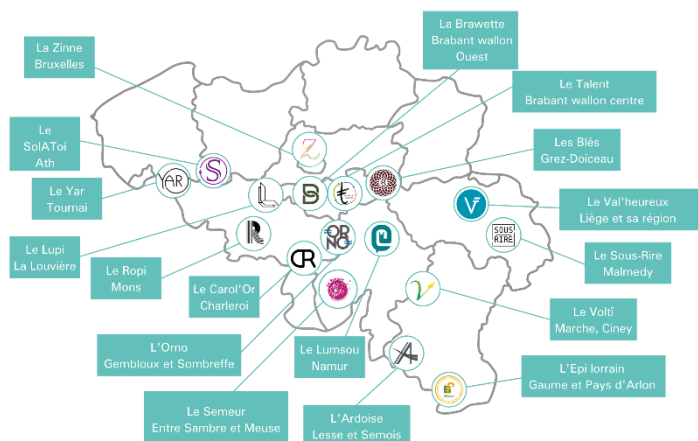 La Zinne
Bruxelles
La Brawette
Brabant wallon
Ouest
Le Talent
Brabant wallon centre
Le
SolAToi
Ath
Les Blés
Grez-Doiceau
Le Yar
Tournai
Le Val'heureux
Liège et sa région
Le Lupi
La Louvière
Le Ropi
Mons
Le Carol'Or
Charleroi
Le Sous-Rire
Malmedy
L'Orno
Gembloux et Sombreffe
Le Lumsou
Namur
Le Voltî
Marche, Ciney
Le Semeur
Entre Sambre et Meuse
L'Ardoise
Lesse et Semois
L'Epi lorrain
Gaume et Pays d'Arlon
Z
YAR
S
L
B
R
CR
OR
NO
V
SOUS
RIRE
V
A